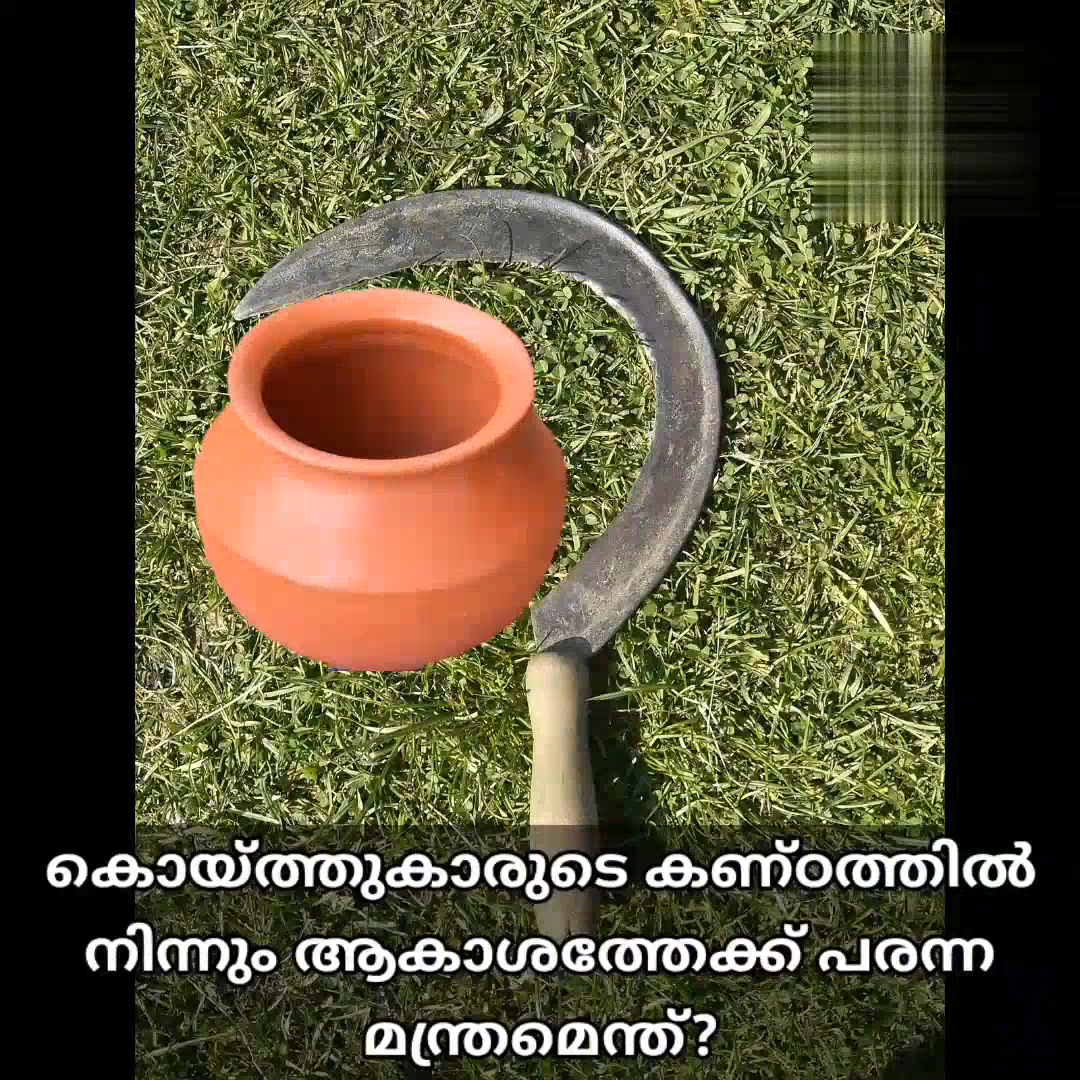 കൊയ്ത്തുകാരുടെ കണ്ഠത്തിൽ
നിന്നും ആകാശത്തേക്ക് പരന്ന
മന്ത്രമെന്ത്?